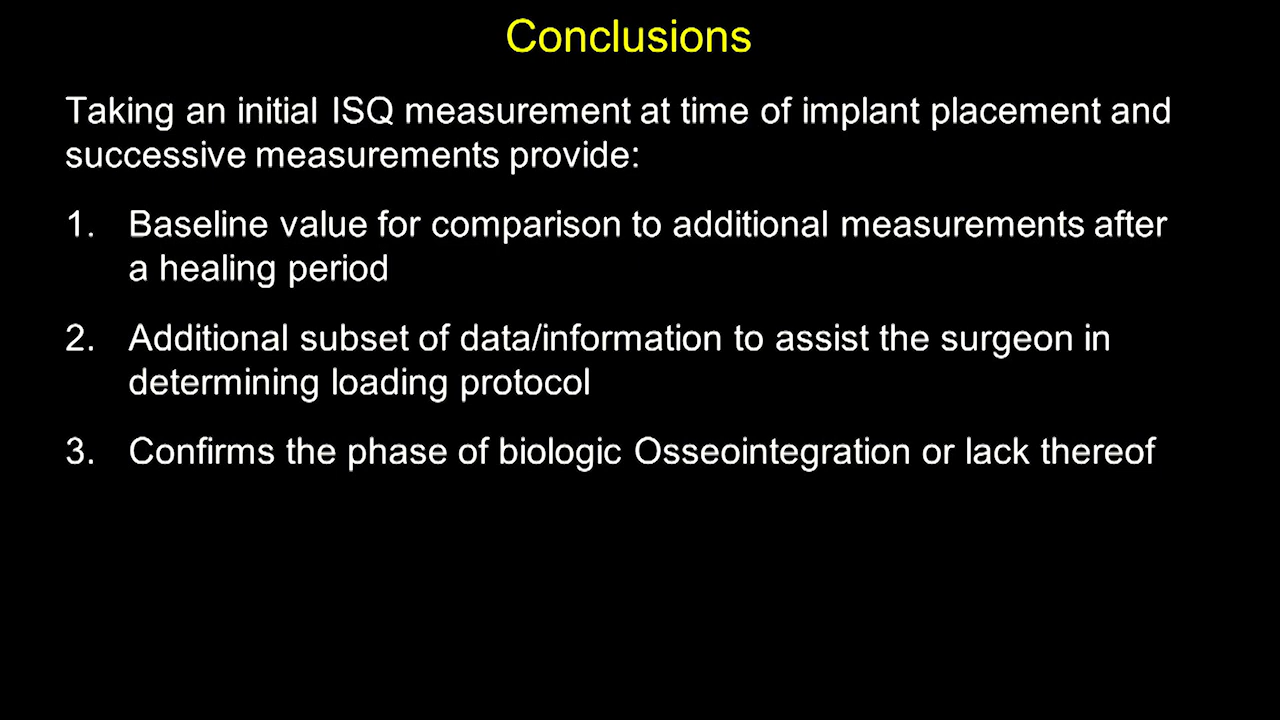 Conclusions
Taking an initial ISQ measurement at time of implant placement and
successive measurements provide:
1. Baseline value for comparison to additional measurements after
a healing period
2. Additional subset of data/information to assist the surgeon in
determining loading protocol
3. Confirms the phase of biologic Osseointegration or lack thereof